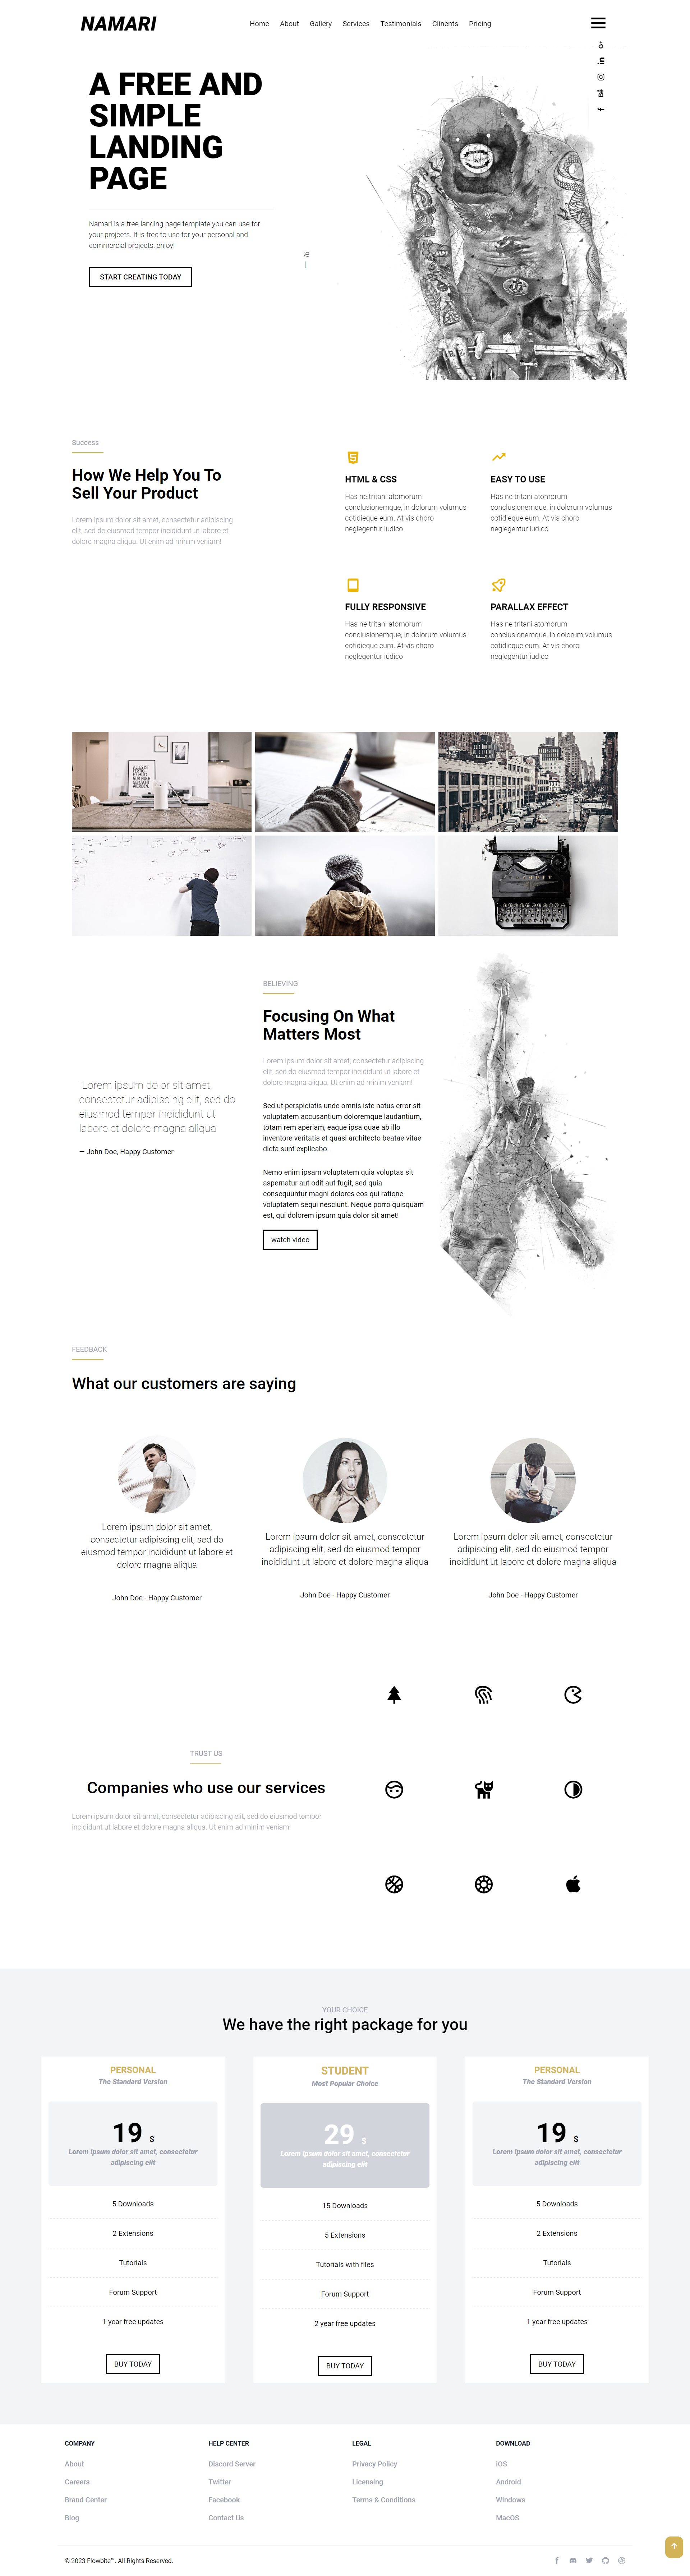 NAMARI
Home About Gallery Services Testimonials Clinents Pricing
A FREE AND
SIMPLE
LANDING
PAGE
Namari is a free landing page template you can use for
your projects. It is free to use for your personal and
commercial projects, enjoy!
START CREATING TODAY
Success
How We Help You To
Sell Your Product
Lorem ipsum dolor sit amet, consectetur adipiscing
elit, sed do eiusmod tempor incididunt ut labore et
dolore magna aliqua. Ut enim ad minim veniam!
HTML & CSS
Has ne tritani atomorum
conclusionemque, in dolorum volumus
cotidieque eum. At vis choro
neglegentur iudico
EASY TO USE
Has ne tritani atomorum
conclusionemque, in dolorum volumus
cotidieque eum. At vis choro
neglegentur iudico
FULLY RESPONSIVE
Has ne tritani atomorum
conclusionemque, in dolorum volumus
cotidieque eum. At vis choro
neglegentur iudico
PARALLAX EFFECT
Has ne tritani atomorum
conclusionemque, in dolorum volumus
cotidieque eum. At vis choro
neglegentur iudico
"Lorem ipsum dolor sit amet,
consectetur adipiscing elit, sed do
eiusmod tempor incididunt ut
labore et dolore magna aliqua"
— John Doe, Happy Customer
BELIEVING
Focusing On What
Matters Most
Lorem ipsum dolor sit amet, consectetur adipiscing
elit, sed do eiusmod tempor incididunt ut labore et
dolore magna aliqua. Ut enim ad minim veniam!
Sed ut perspiciatis unde omnis iste natus error sit
voluptatem accusantium doloremque laudantium,
totam rem aperiam, eaque ipsa quae ab illo
inventore veritatis et quasi architecto beatae vitae
dicta sunt explicabo.
Nemo enim ipsam voluptatem quia voluptas sit
aspernatur aut odit aut fugit, sed quia
consequuntur magni dolores eos qui ratione
voluptatem sequi nesciunt. Neque porro quisquam
est, qui dolorem ipsum quia dolor sit amet!
watch video
FEEDBACK
What our customers are saying
Lorem ipsum dolor sit amet,
consectetur adipiscing elit, sed do
eiusmod tempor incididunt ut labore et
dolore magna aliqua
John Doe - Happy Customer
Lorem ipsum dolor sit amet, consectetur
adipiscing elit, sed do eiusmod tempor
incididunt ut labore et dolore magna aliqua
John Doe - Happy Customer
Lorem ipsum dolor sit amet, consectetur
adipiscing elit, sed do eiusmod tempor
incididunt ut labore et dolore magna aliqua
John Doe - Happy Customer
TRUST US
Companies who use our services
Lorem ipsum dolor sit amet, consectetur adipiscing elit, sed do eiusmod tempor
incididunt ut labore et dolore magna aliqua. Ut enim ad minim veniam!
YOUR CHOICE
We have the right package for you
PERSONAL
The Standard Version
19 $
Lorem ipsum dolor sit amet, consectetur
adipiscing elit
5 Downloads
2 Extensions
Tutorials
Forum Support
1 year free updates
BUY TODAY
STUDENT
Most Popular Choice
29 $
Lorem ipsum dolor sit amet, consectetur
adipiscing elit
15 Downloads
5 Extensions
Tutorials with files
Forum Support
2 year free updates
BUY TODAY
PERSONAL
The Standard Version
19 $
Lorem ipsum dolor sit amet, consectetur
adipiscing elit
5 Downloads
2 Extensions
Tutorials
Forum Support
1 year free updates
BUY TODAY
COMPANY
About
Careers
Brand Center
Blog
HELP CENTER
Discord Server
Twitter
Facebook
Contact Us
LEGAL
Privacy Policy
Licensing
Terms & Conditions
DOWNLOAD
iOS
Android
Windows
MacOS
© 2023 Flowbite™. All Rights Reserved.